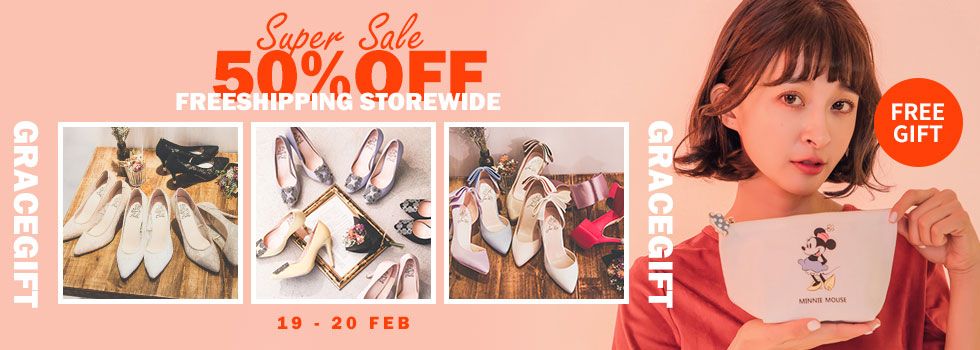 Super Sale
50%OFF
FREESHIPPING STOREWIDE
GRACEGIFT
GRACEGIFT
19 - 20 FEB
FREE
GIFT
MINNIE MOUSE